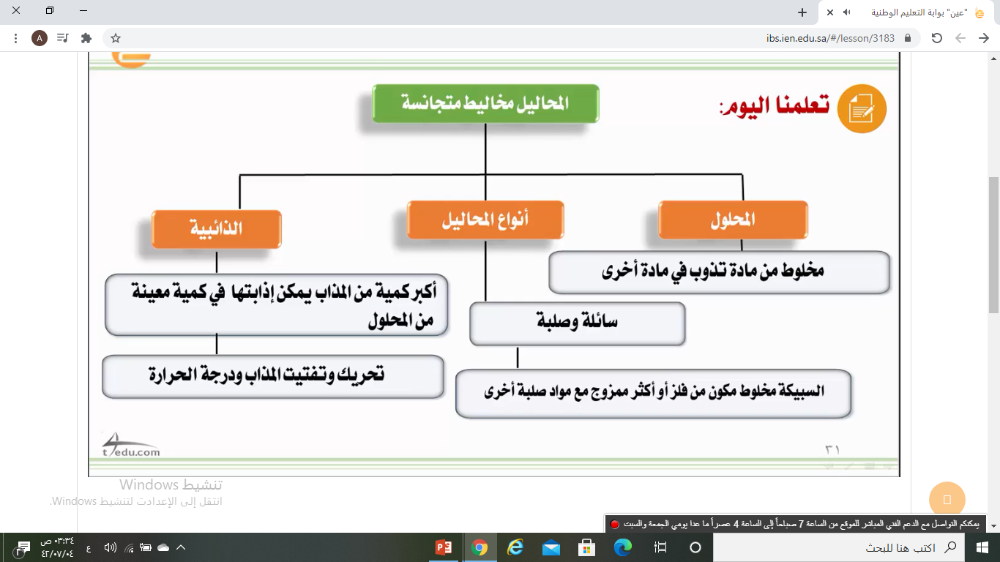 "عين" بوابة التعليم الوطنية
ibs.ien.edu.sa/#/lesson/3183
A
تعلمنا اليوم:
المحاليل مخاليط متجانسة
المحلول
أنواع المحاليل
الذائبية
مخلوط من مادة تذوب في مادة أخرى
أكبر كمية من المذاب يمكن إذابتها في كمية معينة
من المحلول
سائلة وصلبة
تحريك وتفتيت المذاب ودرجة الحرارة
السبيكة مخلوط مكون من فلز أو أكثر ممزوج مع مواد صلبة أخرى
t4edu.com
٣١
تنشيط Windows
انتقل إلى الإعدادت لتنشيط Windows.
يمكنكم التواصل مع الدعم الفني المباشر للموقع من الساعة 7 صباحاً إلى الساعة 4 عصراً ما عدا يومي الجمعة والسبت
اكتب هنا للبحث
ع
٠٣:٣٤ ص
٤٢/٠٧/٠٤